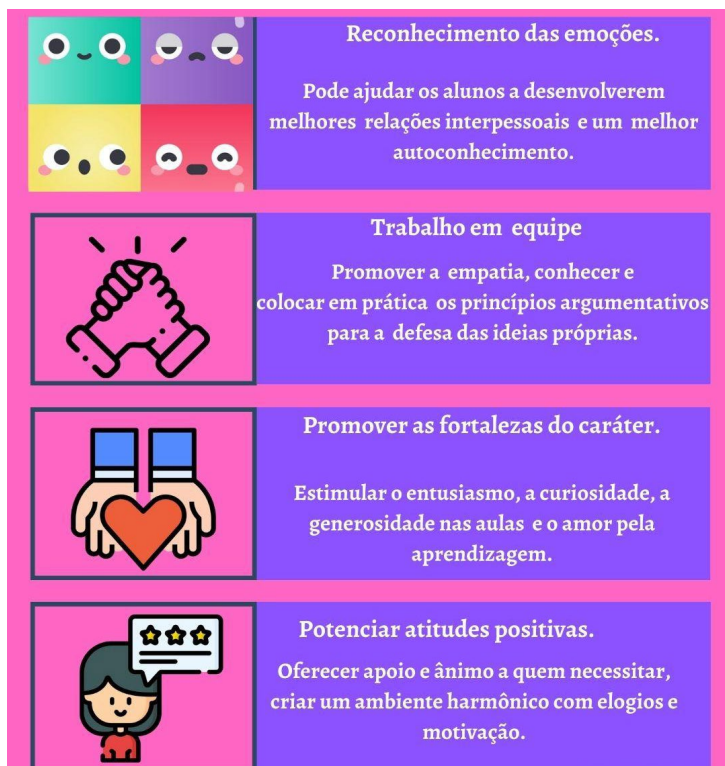 Reconhecimento das emoções.
Pode ajudar os alunos a desenvolverem
melhores relações interpessoais e um melhor
autoconhecimento.
Trabalho em equipe
Promover a empatia, conhecer e
colocar em prática os princípios argumentativos
para a defesa das ideias próprias.
Promover as fortalezas do caráter.
Estimular o entusiasmo, a curiosidade, a
generosidade nas aulas e o amor pela
aprendizagem.
Potenciar atitudes positivas.
Oferecer apoio e ânimo a quem necessitar,
criar um ambiente harmônico com elogios e
motivação.